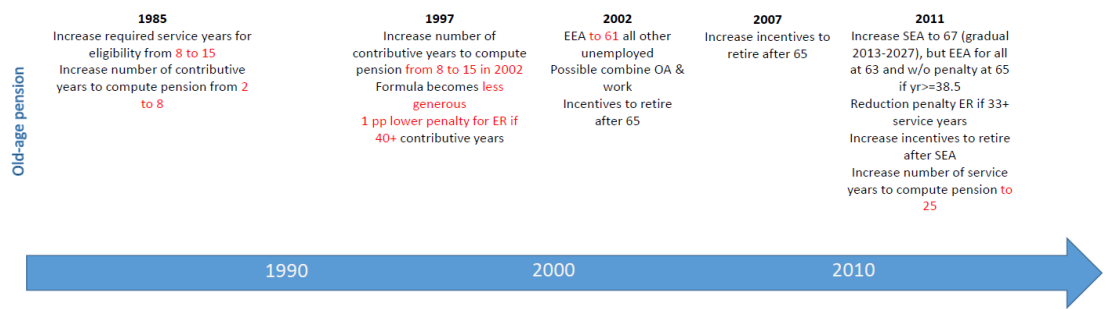 Old-age pension
1985
Increase required service years for
eligibility from 8 to 15
Increase number of contributive
years to compute pension from 2
to 8
1997
Increase number of
contributive years to compute
pension from 8 to 15 in 2002
Formula becomes less
generous
1 pp lower penalty for ER if
40+ contributive years
2002
EEA to 61 all other
unemployed
Possible combine OA &
work
Incentives to retire
after 65
2007
Increase incentives to
retire after 65
2011
Increase SEA to 67 (gradual
2013-2027), but EEA for all
at 63 and w/o penalty at 65
if yr>=38.5
Reduction penalty ER if 33+
service years
Increase incentives to retire
after SEA
Increase number of service
years to compute pension to
25
1990
2000
2010